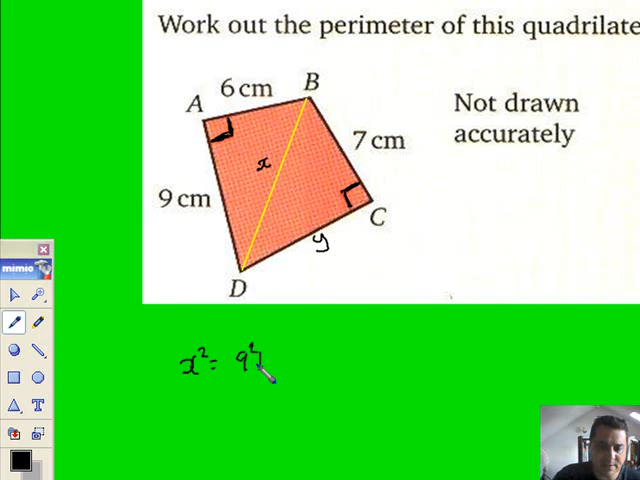 Work out the perimeter of this quadrilate
B
6 cm
A
Not drawn
accurately
7 cm
x
9 cm
C
y
D
mimio
T
x² = 9²